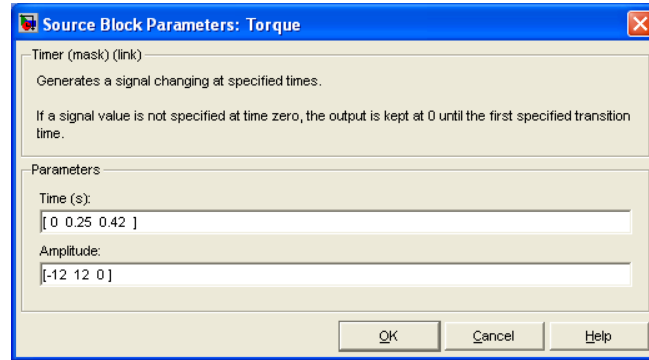 Source Block Parameters: Torque
Timer (mask) (link)
Generates a signal changing at specified times.
If a signal value is not specified at time zero, the output is kept at 0 until the first specified transition
time.
Parameters
Time (s):
[ 0 0.25 0.42 ]
Amplitude:
[-12 12 0 ]
OK Cancel Help